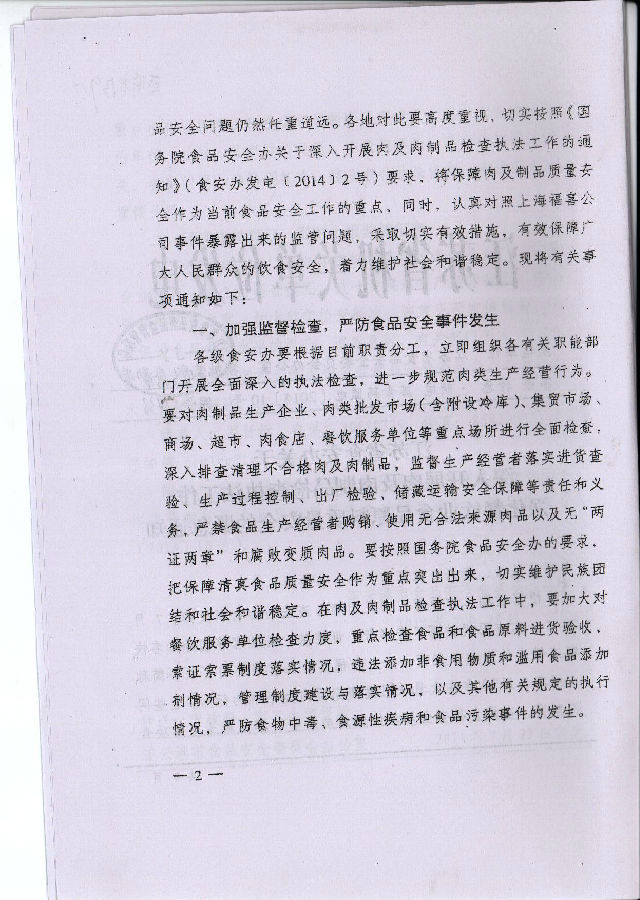 品安全问题仍然任重道远。各地对此要高度重视，切实按照《国
务院食品安全办关于深入开展肉及肉制品检查执法工作的通
知》（食安办发电〔2014〕2号）要求，将保障肉及制品质量安
全作为当前食品安全工作的重点、同时，认真对照上海福喜公
司事件暴露出来的监管问题，采取切实有效措施，有效保障广
大人民群众的饮食安全，着力维护社会和谐稳定。现将有关事
项通知如下：
一、加强监督检查，严防食品安全事件发生
各级食安办要根据目前职责分工，立即组织各有关职能部
门开展全面深入的执法检查，进一步规范肉类生产经营行为。
要对肉制品生产企业、肉类批发市场（含附设冷库）、集贸市场、
商场、超市、肉食店、餐饮服务单位等重点场所进行全面检查，
深入排查清理不合格肉及肉制品，监督生产经营者落实进货查
验、生产过程控制、出厂检验、储藏运输安全保障等责任和义
务，严禁食品生产经营者购销、使用无合法来源肉品以及无“两
证两章”和腐败变质肉品。要按照国务院食品安全办的要求，
把保障清真食品质量安全作为重点突出出来，切实维护民族团
结和社会和谐稳定。在肉及肉制品检查执法工作中，要加大对
餐饮服务单位检查力度，重点检查食品和食品原料进货验收，
索证索票制度落实情况，违法添加非食用物质和滥用食品添加
剂情况，管理制度建设与落实情况，以及其他有关规定的执行
情况，严防食物中毒、食源性疾病和食品污染事件的发生。
— 2 —